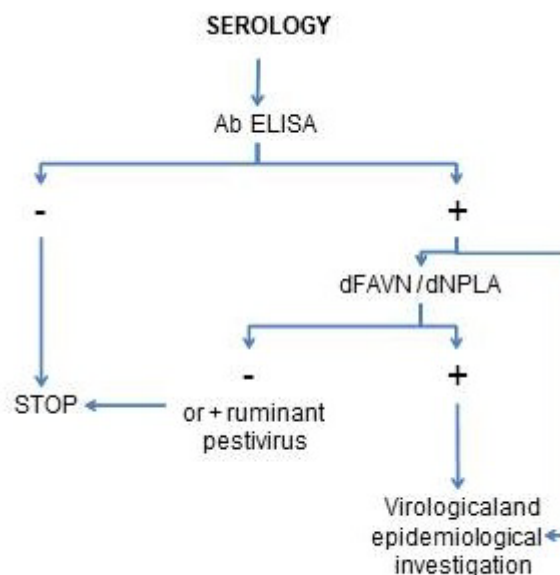 SEROLOGY
Ab ELISA
- +
dFAVN/dNPLA
- +
STOP
or + ruminant
pestivirus
Virologicaland
epidemiological
investigation